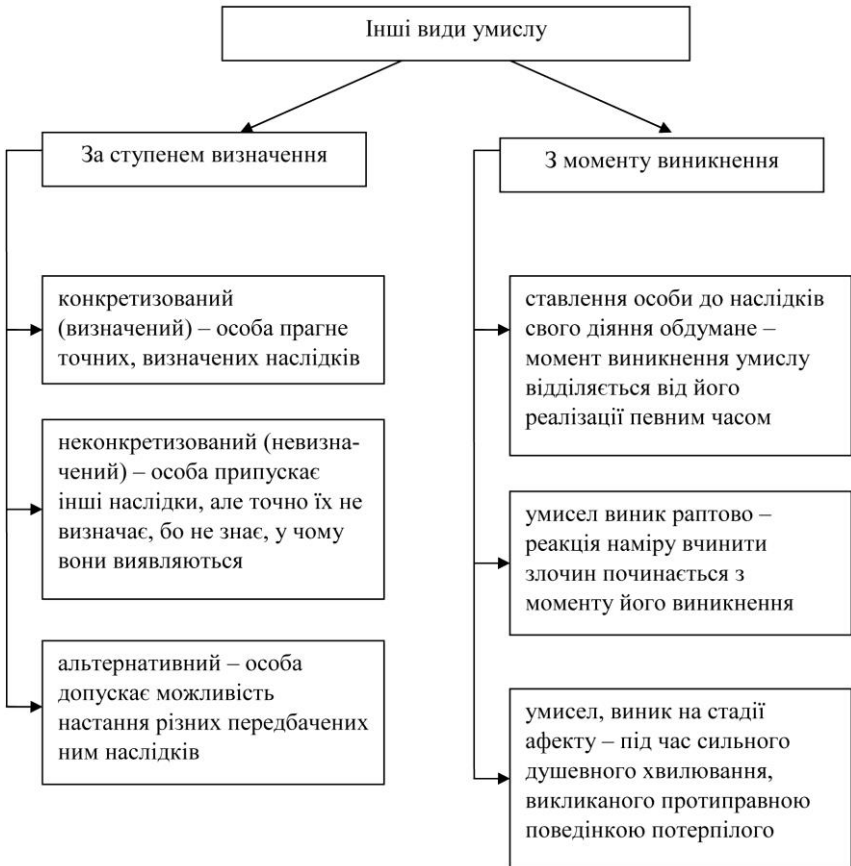 Інші види умислу
За ступенем визначення
конкретизований
(визначений) – особа прагне
точних, визначених наслідків
неконкретизований (невизна-
чений) – особа припускає
інші наслідки, але точно їх не
визначає, бо не знає, у чому
вони виявляються
альтернативний – особа
допускає можливість
настання різних передбачених
ним наслідків
З моменту виникнення
ставлення особи до наслідків
свого діяння обдумане –
момент виникнення умислу
відділяється від його
реалізації певним часом
умисел виник раптово –
реакція наміру вчинити
злочин починається з
моменту його виникнення
умисел, виник на стадії
афекту – під час сильного
душевного хвилювання,
викликаного протиправною
поведінкою потерпілого